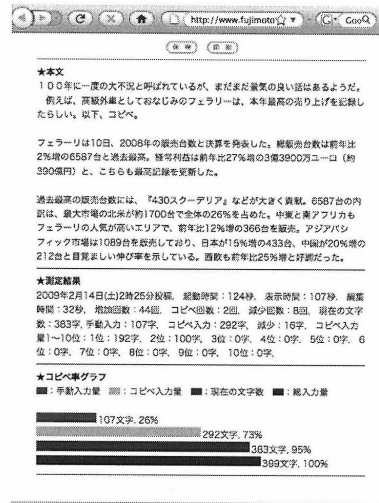 http://www.fujimoto
G
Goo
★本文
100年に一度の大不況と呼ばれているが、まだまだ景気の良い話はあるようだ。
例えば、高級外車としておなじみのフェラリーは、本年最高の売り上げを記録し
たらしい。以下、コピペ。
フェラーリは10日、2008年の販売台数と決算を発表した。総販売台数は前年比
2%増の6587台と過去最高。経常利益は前年比27%増の3億3900万ユーロ（約
390億円）と、こちらも最高記録を更新した。
過去最高の販売台数には、『430スクーデリア』などが大きく貢献。6587台の内
訳は、最大市場の北米が約1700台で全体の26%を占めた。中東と南アフリカも
フェラーリの人気が高いエリアで、前年比12%増の366台を販売。アジアパシ
フィック市場は1089台を販売しており、日本が15%増の433台、中国が20%増の
212台と目覚ましい伸び率を示している。西欧も前年比25%増と好調だった。
★測定結果
2009年2月14日(土)2時25分投稿、起動時間：124秒、表示時間：107秒、編集
時間：32秒、増加回数：44回、コピペ回数：2回、減少回数：8回、現在の文字
数：383字, 手動入力：107字、コピペ入力：292字、減少：16字、コピペ入力
量1〜10位：1位：192字、2位：100字、3位：0字、4位：0字、5位：0字、6
位：0字、7位：0字、8位：0字、9位：0字、10位：0字、
★コピペ率グラフ
■：手動入力量 ■：コピペ入力量 ■：現在の文字数 ■：総入力量
107文字, 26%
292文字, 73%
383文字, 95%
399文字, 100%